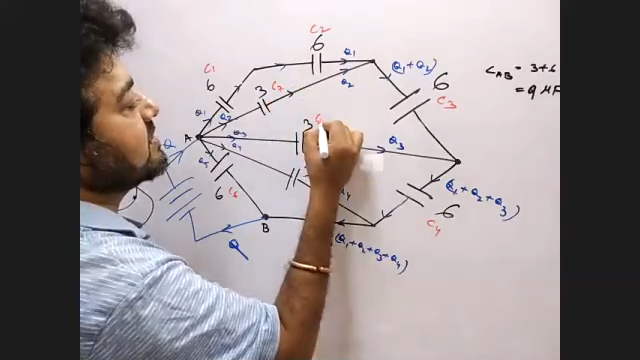 C2
6
Q1
C1
6
(Q1+Q2)
6
C3
CAB = 3+6
= 9 μF
3
Q2
Q1
Q2
3
Q3
A
Q3
Q4
Q
Q5
6
C6
Q4
(Q1+Q2+Q3)
6
C4
B
Q
(Q1+Q2+Q3+Q4)